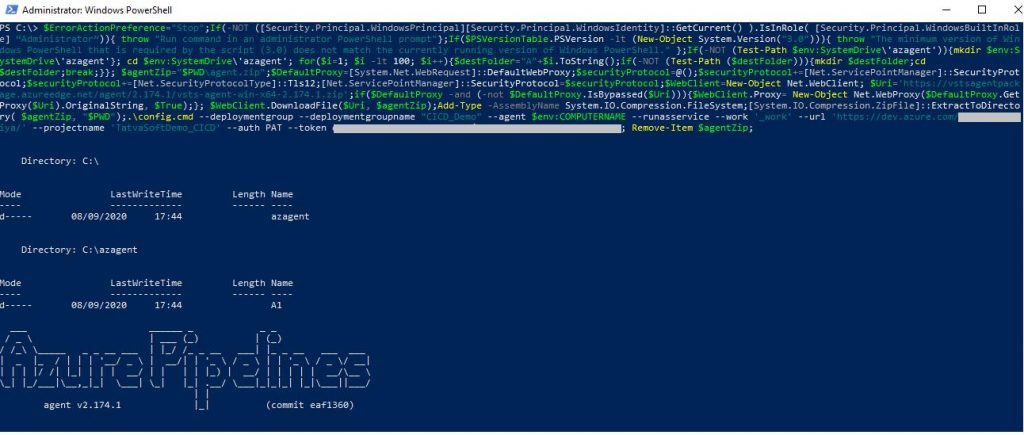 Administrator: Windows PowerShell
PS C:\> $ErrorActionPreference="Stop";If(-NOT ([Security.Principal.WindowsPrincipal][Security.Principal.WindowsIdentity]::GetCurrent() ).IsInRole( [Security.Principal.WindowsBuiltInRol
e] "Administrator")){ throw "Run command in an administrator PowerShell prompt"};If($PSVersionTable.PSVersion -lt (New-Object System.Version("3.0"))){ throw "The minimum version of Win
dows PowerShell that is required by the script (3.0) does not match the currently running version of Windows PowerShell." };If(-NOT (Test-Path $env:SystemDrive\'azagent')){mkdir $env:S
ystemDrive\'azagent'}; cd $env:SystemDrive\'azagent'; for($i=1; $i -lt 100; $i++){$destFolder="A"+$i.ToString();if(-NOT (Test-Path ($destFolder))){mkdir $destFolder;cd
$destFolder;break;}}; $agentZip="$PWD\agent.zip";$DefaultProxy=[System.Net.WebRequest]::DefaultWebProxy;$securityProtocol=@();$securityProtocol+=[Net.ServicePointManager]::SecurityProt
ocol;$securityProtocol+=[Net.SecurityProtocolType]::Tls12;[Net.ServicePointManager]::SecurityProtocol=$securityProtocol;$WebClient=New-Object Net.WebClient; $Uri='https://vstsagentpack
age.azureedge.net/agent/2.174.1/vsts-agent-win-x64-2.174.1.zip';if($DefaultProxy -and (-not $DefaultProxy.IsBypassed($Uri))){$WebClient.Proxy= New-Object Net.WebProxy($DefaultProxy.Get
Proxy($Uri).OriginalString, $True);}; $WebClient.DownloadFile($Uri, $agentZip);Add-Type -AssemblyName System.IO.Compression.FileSystem;[System.IO.Compression.ZipFile]::ExtractToDirecto
ry( $agentZip, "$PWD");.\config.cmd --deploymentgroup --deploymentgroupname "CICD_Demo" --agent $env:COMPUTERNAME --runasservice --work '_work' --url 'https://dev.azure.com/
iya/' --projectname 'TatvaSoftDemo_CICD' --auth PAT --token ; Remove-Item $agentZip;
Directory: C:\
Mode LastWriteTime Length Name
---- ------------- ------ ----
d----- 08/09/2020 17:44 azagent
Directory: C:\azagent
Mode LastWriteTime Length Name
---- ------------- ------ ----
d----- 08/09/2020 17:44 A1
Azure Pipelines
agent v2.174.1 (commit eaf1360)